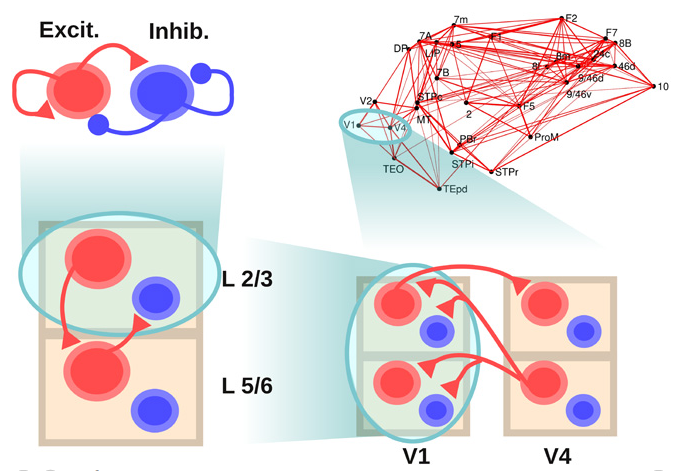 Excit.
Inhib.
7m
F2
7A
F1
F7
DP
LIP
5
8B
8m
24c
8l
46d
7B
9/46d
10
9/46v
V2
STPc
2
F5
V1
V4
MT
PBr
ProM
TEO
STPi
STPr
TEpd
L 2/3
L 5/6
V1
V4